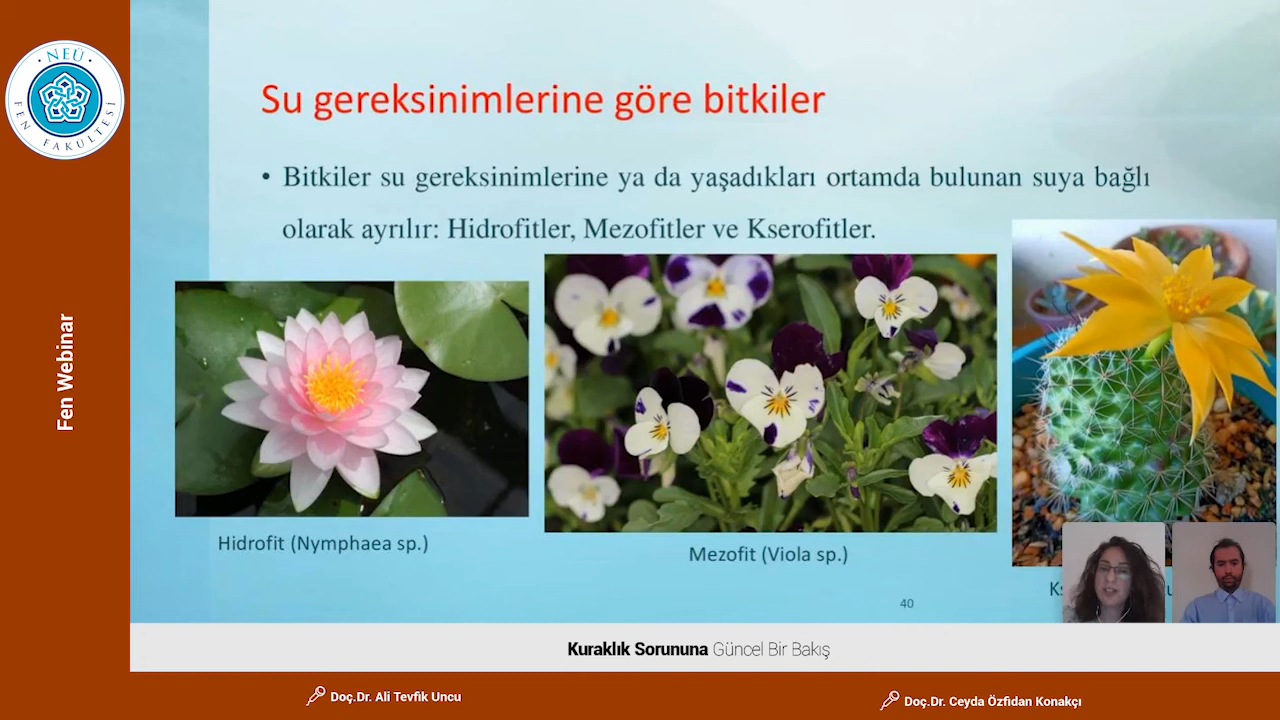 NEÜ
FEN FAKÜLTESİ
Fen Webinar
Su gereksinimlerine göre bitkiler
• Bitkiler su gereksinimlerine ya da yaşadıkları ortamda bulunan suya bağlı
olarak ayrılır: Hidrofitler, Mezofitler ve Kserofitler.
Hidrofit (Nymphaea sp.)
Mezofit (Viola sp.)
40
Kuraklık Sorununa Güncel Bir Bakış
Doç.Dr. Ali Tevfik Uncu
Doç.Dr. Ceyda Özfidan Konakçı